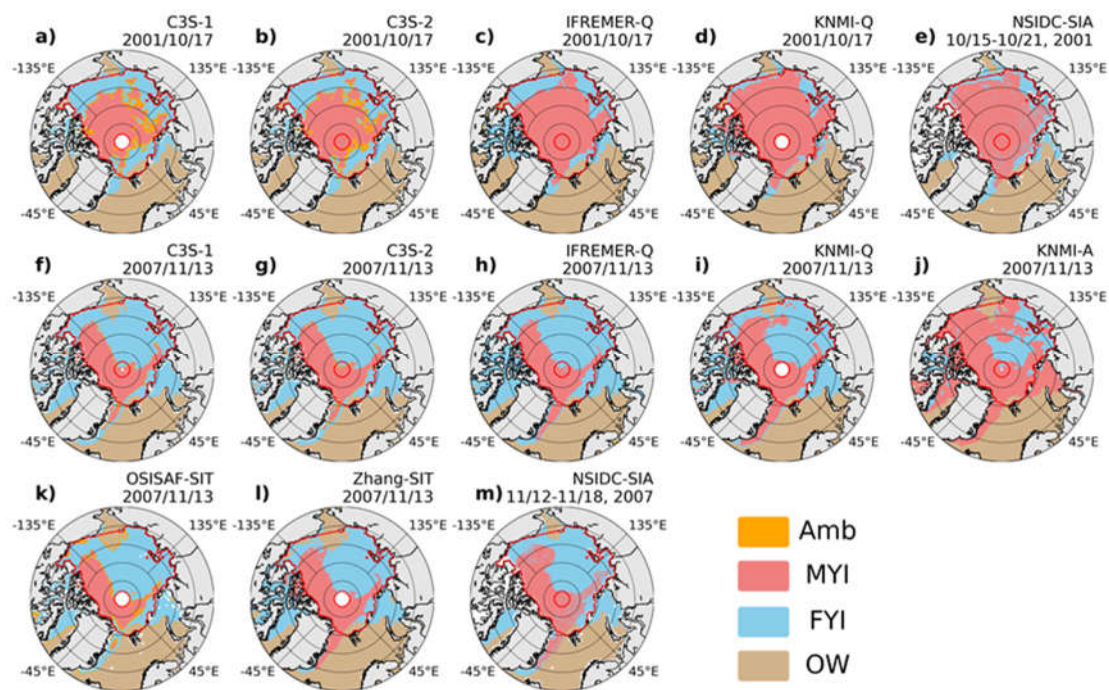 a) C3S-1
2001/10/17
b) C3S-2
2001/10/17
c) IFREMER-Q
2001/10/17
d) KNMI-Q
2001/10/17
e) NSIDC-SIA
10/15-10/21, 2001
-135°E 135°E
-135°E 135°E
-135°E 135°E
-135°E 135°E
-135°E 135°E
-45°E 45°E
-45°E 45°E
-45°E 45°E
-45°E 45°E
-45°E 45°E
f) C3S-1
2007/11/13
g) C3S-2
2007/11/13
h) IFREMER-Q
2007/11/13
i) KNMI-Q
2007/11/13
j) KNMI-A
2007/11/13
-135°E 135°E
-135°E 135°E
-135°E 135°E
-135°E 135°E
-135°E 135°E
-45°E 45°E
-45°E 45°E
-45°E 45°E
-45°E 45°E
-45°E 45°E
k) OSISAF-SIT
2007/11/13
l) Zhang-SIT
2007/11/13
m) NSIDC-SIA
11/12-11/18, 2007
-135°E 135°E
-135°E 135°E
-135°E 135°E
-45°E 45°E
-45°E 45°E
-45°E 45°E
Amb
MYI
FYI
OW